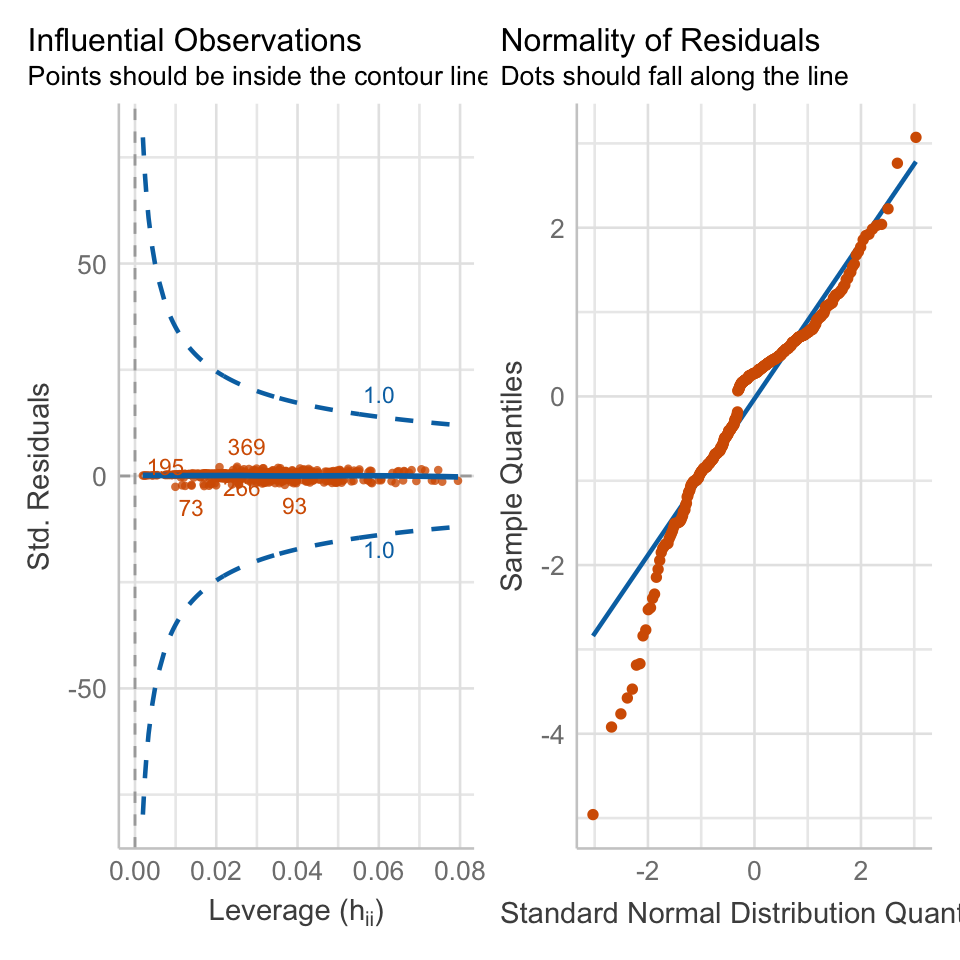 Influential Observations
Points should be inside the contour line
Std. Residuals
50
0
-50
1.0
369
195
266
73
93
1.0
0.00 0.02 0.04 0.06 0.08
Leverage (hii)
Normality of Residuals
Dots should fall along the line
Sample Quantiles
2
0
-2
-4
-2 0 2
Standard Normal Distribution Quant